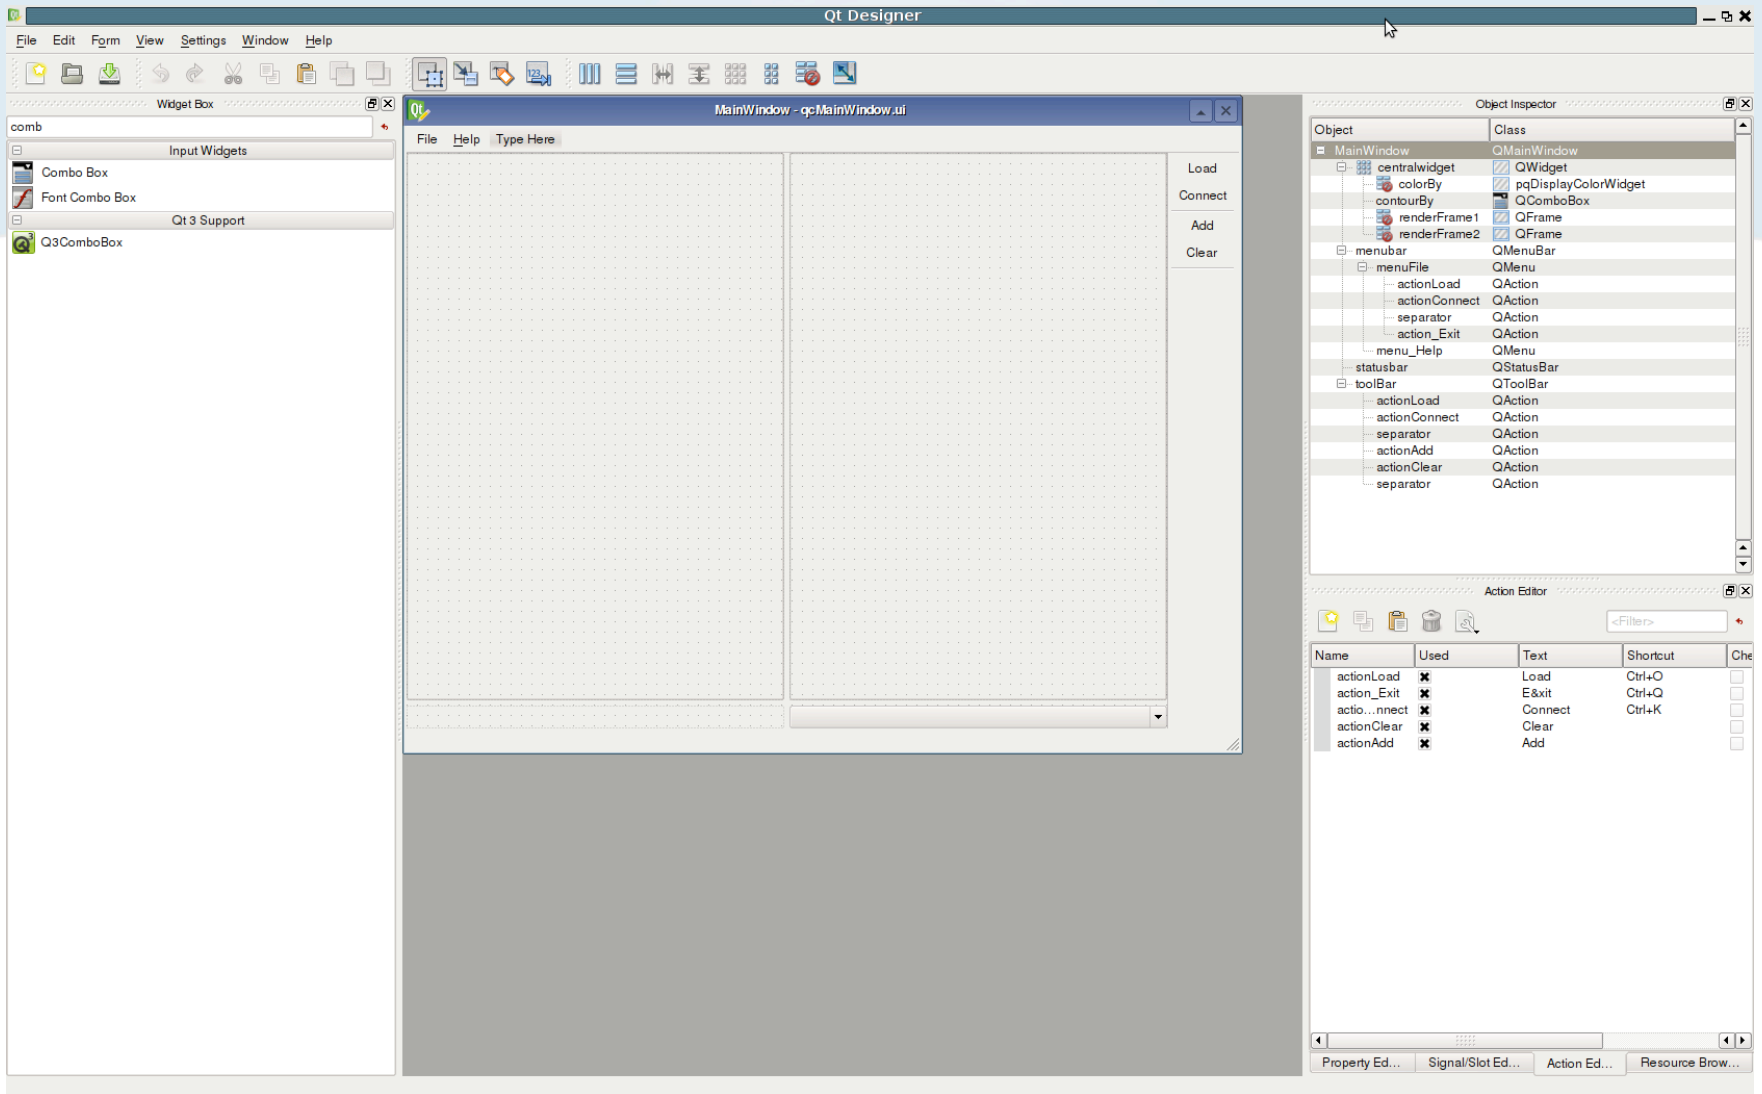 Qt Designer
File Edit Form View Settings Window Help
123
Widget Box
comb
Input Widgets
Combo Box
Font Combo Box
Qt 3 Support
Q3ComboBox
Qt MainWindow - qcMainWindow.ui
File Help Type Here
Load
Connect
Add
Clear
Object Inspector
Object Class
MainWindow QMainWindow
centralwidget QWidget
colorBy pqDisplayColorWidget
contourBy QComboBox
renderFrame1 QFrame
renderFrame2 QFrame
menubar QMenuBar
menuFile QMenu
actionLoad QAction
actionConnect QAction
separator QAction
action_Exit QAction
menu_Help QMenu
statusbar QStatusBar
toolBar QToolBar
actionLoad QAction
actionConnect QAction
separator QAction
actionAdd QAction
actionClear QAction
separator QAction
Action Editor
<Filter>
Name Used Text Shortcut Che
actionLoad Load Ctrl+O
action_Exit E&xit Ctrl+Q
actio...nnect Connect Ctrl+K
actionClear Clear
actionAdd Add
Property Ed... Signal/Slot Ed... Action Ed... Resource Brow...